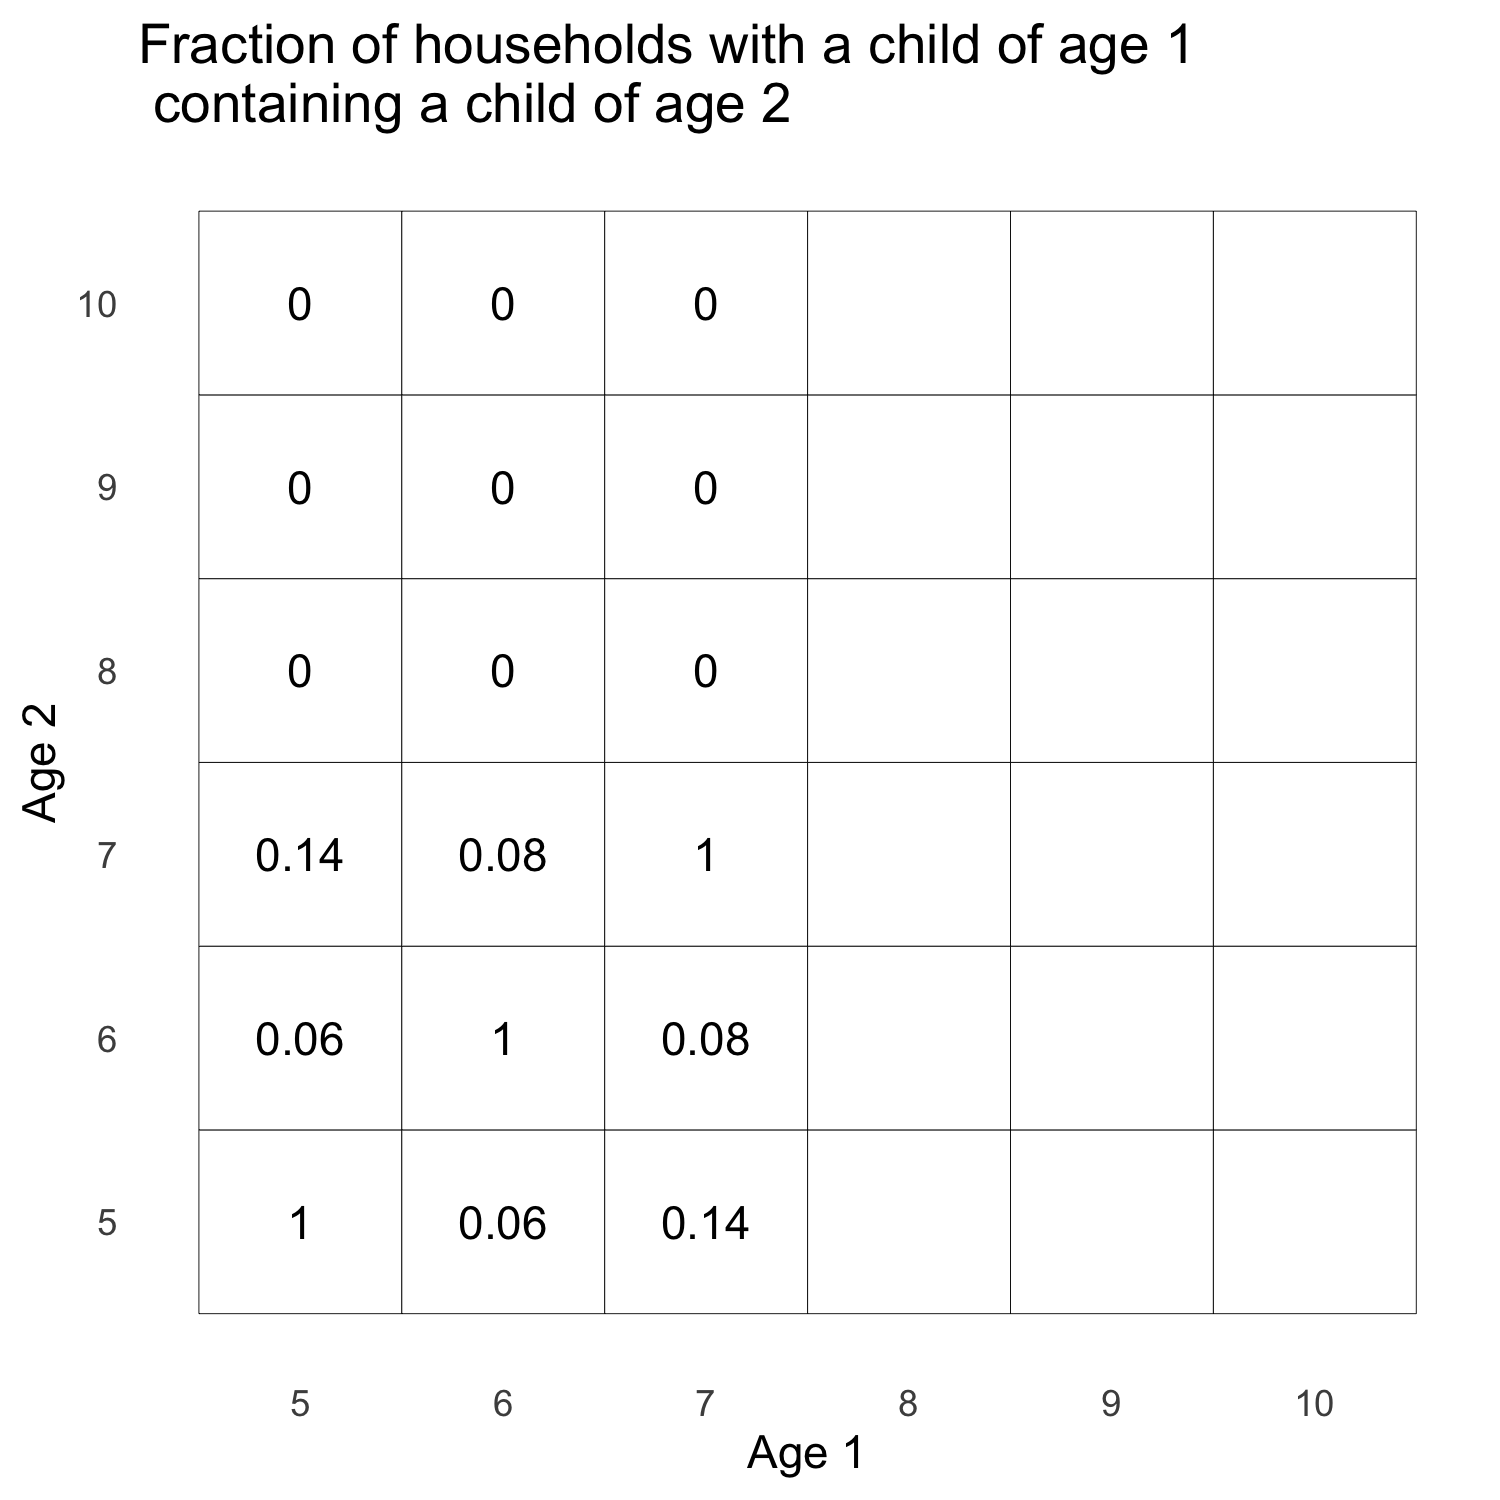 Fraction of households with a child of age 1
containing a child of age 2
10 0 0 0
9 0 0 0
8 0 0 0
Age 2
7 0.14 0.08 1
6 0.06 1 0.08
5 1 0.06 0.14
5 6 7 8 9 10
Age 1